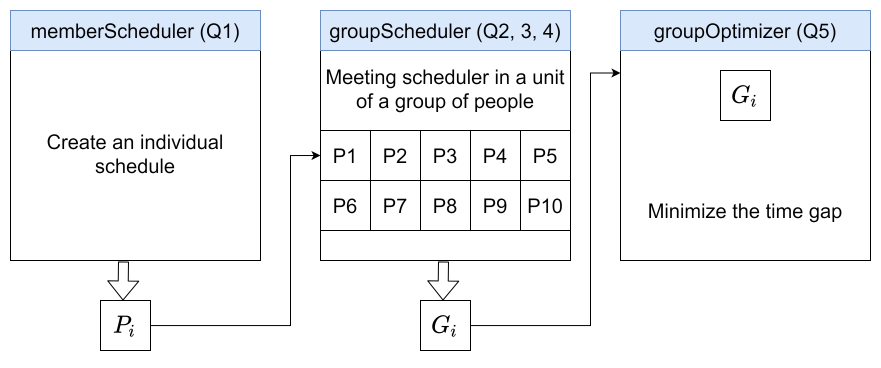 memberScheduler (Q1)
Create an individual
schedule
P_i
groupScheduler (Q2, 3, 4)
Meeting scheduler in a unit
of a group of people
P1 P2 P3 P4 P5
P6 P7 P8 P9 P10
G_i
groupOptimizer (Q5)
G_i
Minimize the time gap